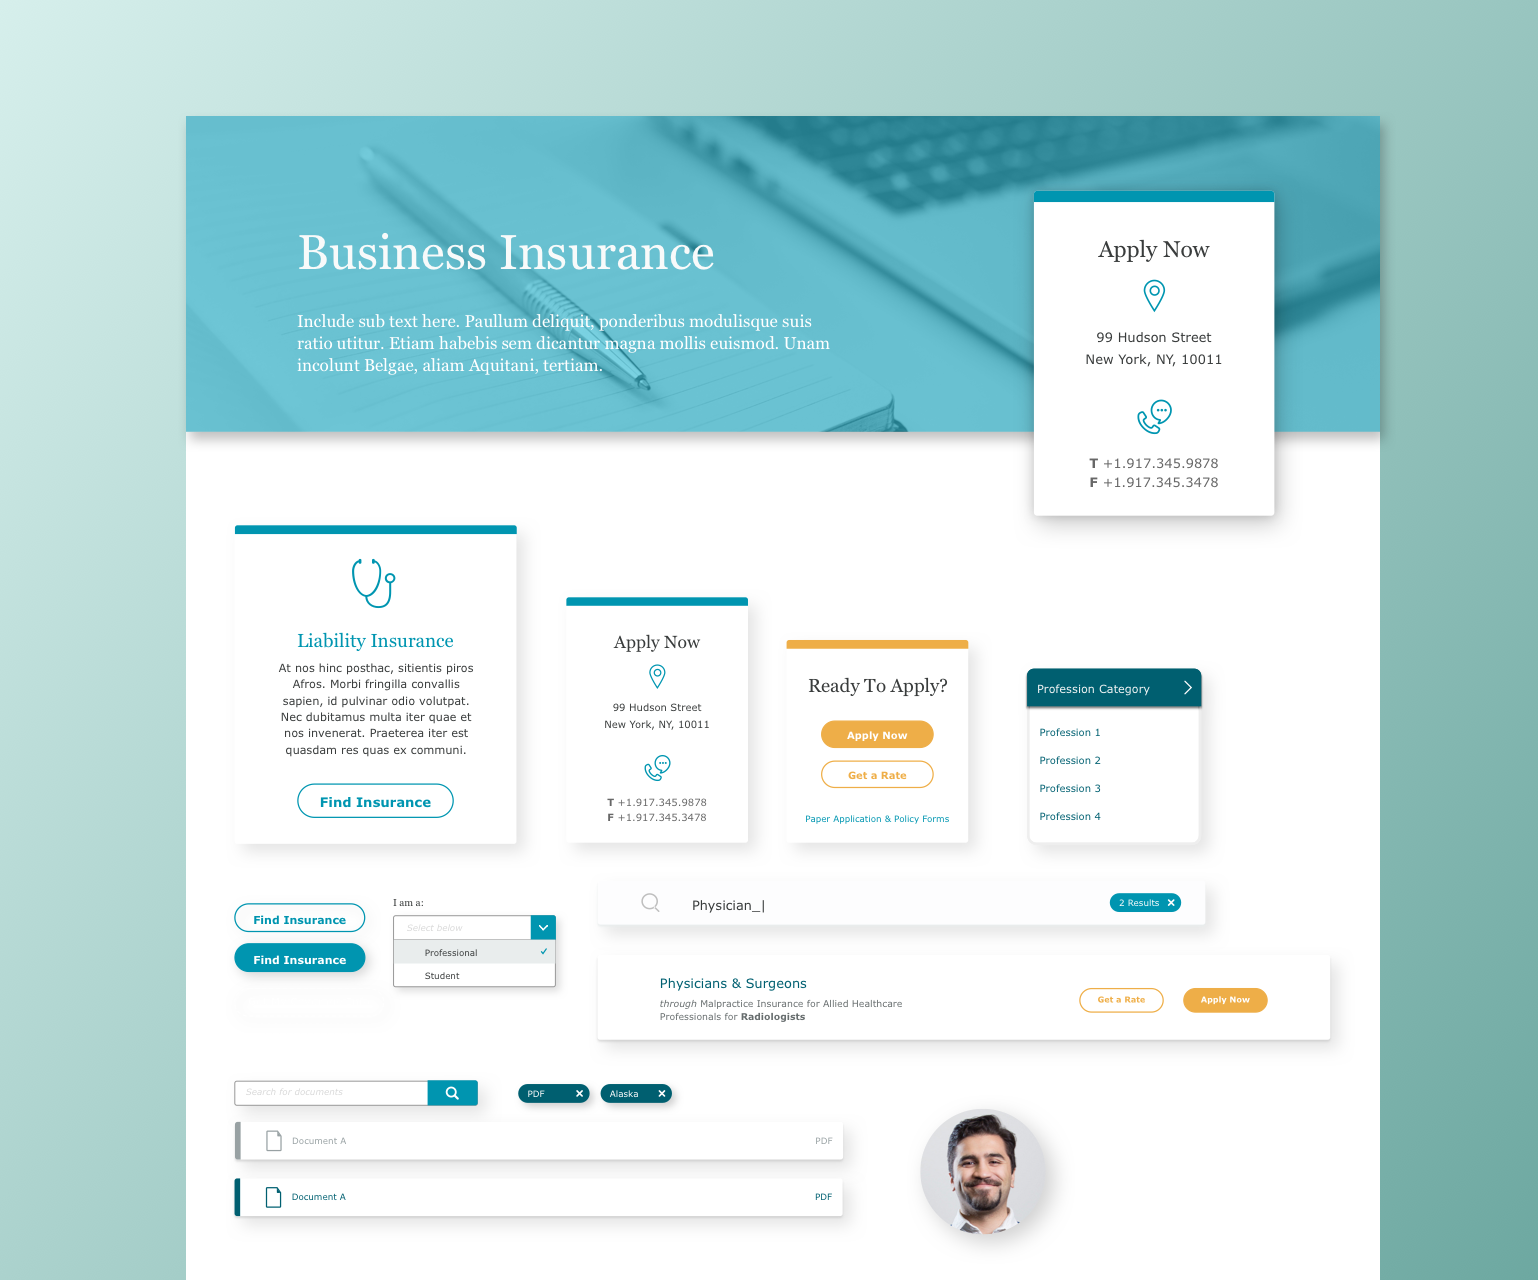 Business Insurance
Include sub text here. Paullum deliquit, ponderibus modulisque suis
ratio utitur. Etiam habebis sem dicantur magna mollis euismod. Unam
incolunt Belgae, aliam Aquitani, tertiam.
Apply Now
99 Hudson Street
New York, NY, 10011
T +1.917.345.9878
F +1.917.345.3478
Liability Insurance
At nos hinc posthac, sitientis piros
Afros. Morbi fringilla convallis
sapien, id pulvinar odio volutpat.
Nec dubitamus multa iter quae et
nos invenerat. Praeterea iter est
quasdam res quas ex communi.
Find Insurance
Apply Now
99 Hudson Street
New York, NY, 10011
T +1.917.345.9878
F +1.917.345.3478
Ready To Apply?
Apply Now
Get a Rate
Paper Application & Policy Forms
Profession Category
Profession 1
Profession 2
Profession 3
Profession 4
Find Insurance
Find Insurance
I am a:
Select below
Professional
Student
Physician_|
2 Results
Physicians & Surgeons
through Malpractice Insurance for Allied Healthcare
Professionals for Radiologists
Get a Rate
Apply Now
Search for documents
PDF
Alaska
Document A
PDF
Document A
PDF